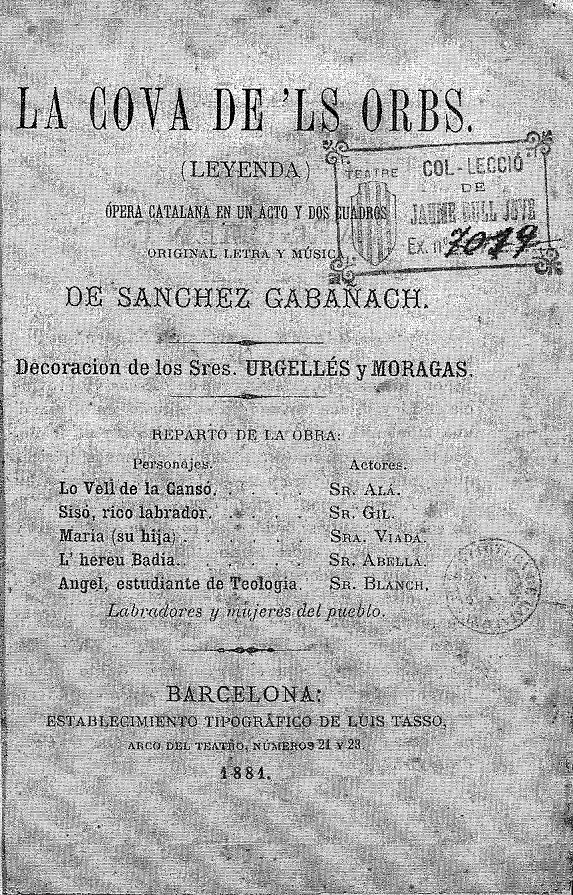 LA COVA DE 'LS ORBS.
(LEYENDA)
TEATRE
COL-LECCIÓ
DE
JAUME RULL JOVÉ
Ex. nº 7019
ÓPERA CATALANA EN UN ACTO Y DOS CUADROS
ORIGINAL LETRA Y MÚSICA
DE SANCHEZ GABAÑACH.
Decoracion de los Sres. URGELLÉS y MORAGAS.
REPARTO DE LA OBRA:
Personajes. Actores.
Lo Vell de la Cansó. . . . . . SR. ALÁ.
Sisó, rico labrador. . . . . . SR. GIL.
María (su hija) . . . . . . SRA. VIADA.
L' hereu Badía. . . . . . . SR. ABELLA.
Angel, estudiante de Teología. SR. BLANCH.
Labradores y mujeres del pueblo.
BARCELONA:
ESTABLECIMIENTO TIPOGRÁFICO DE LUIS TASSO,
ARCO DEL TEATRO, NÚMEROS 21 Y 23.
1881.